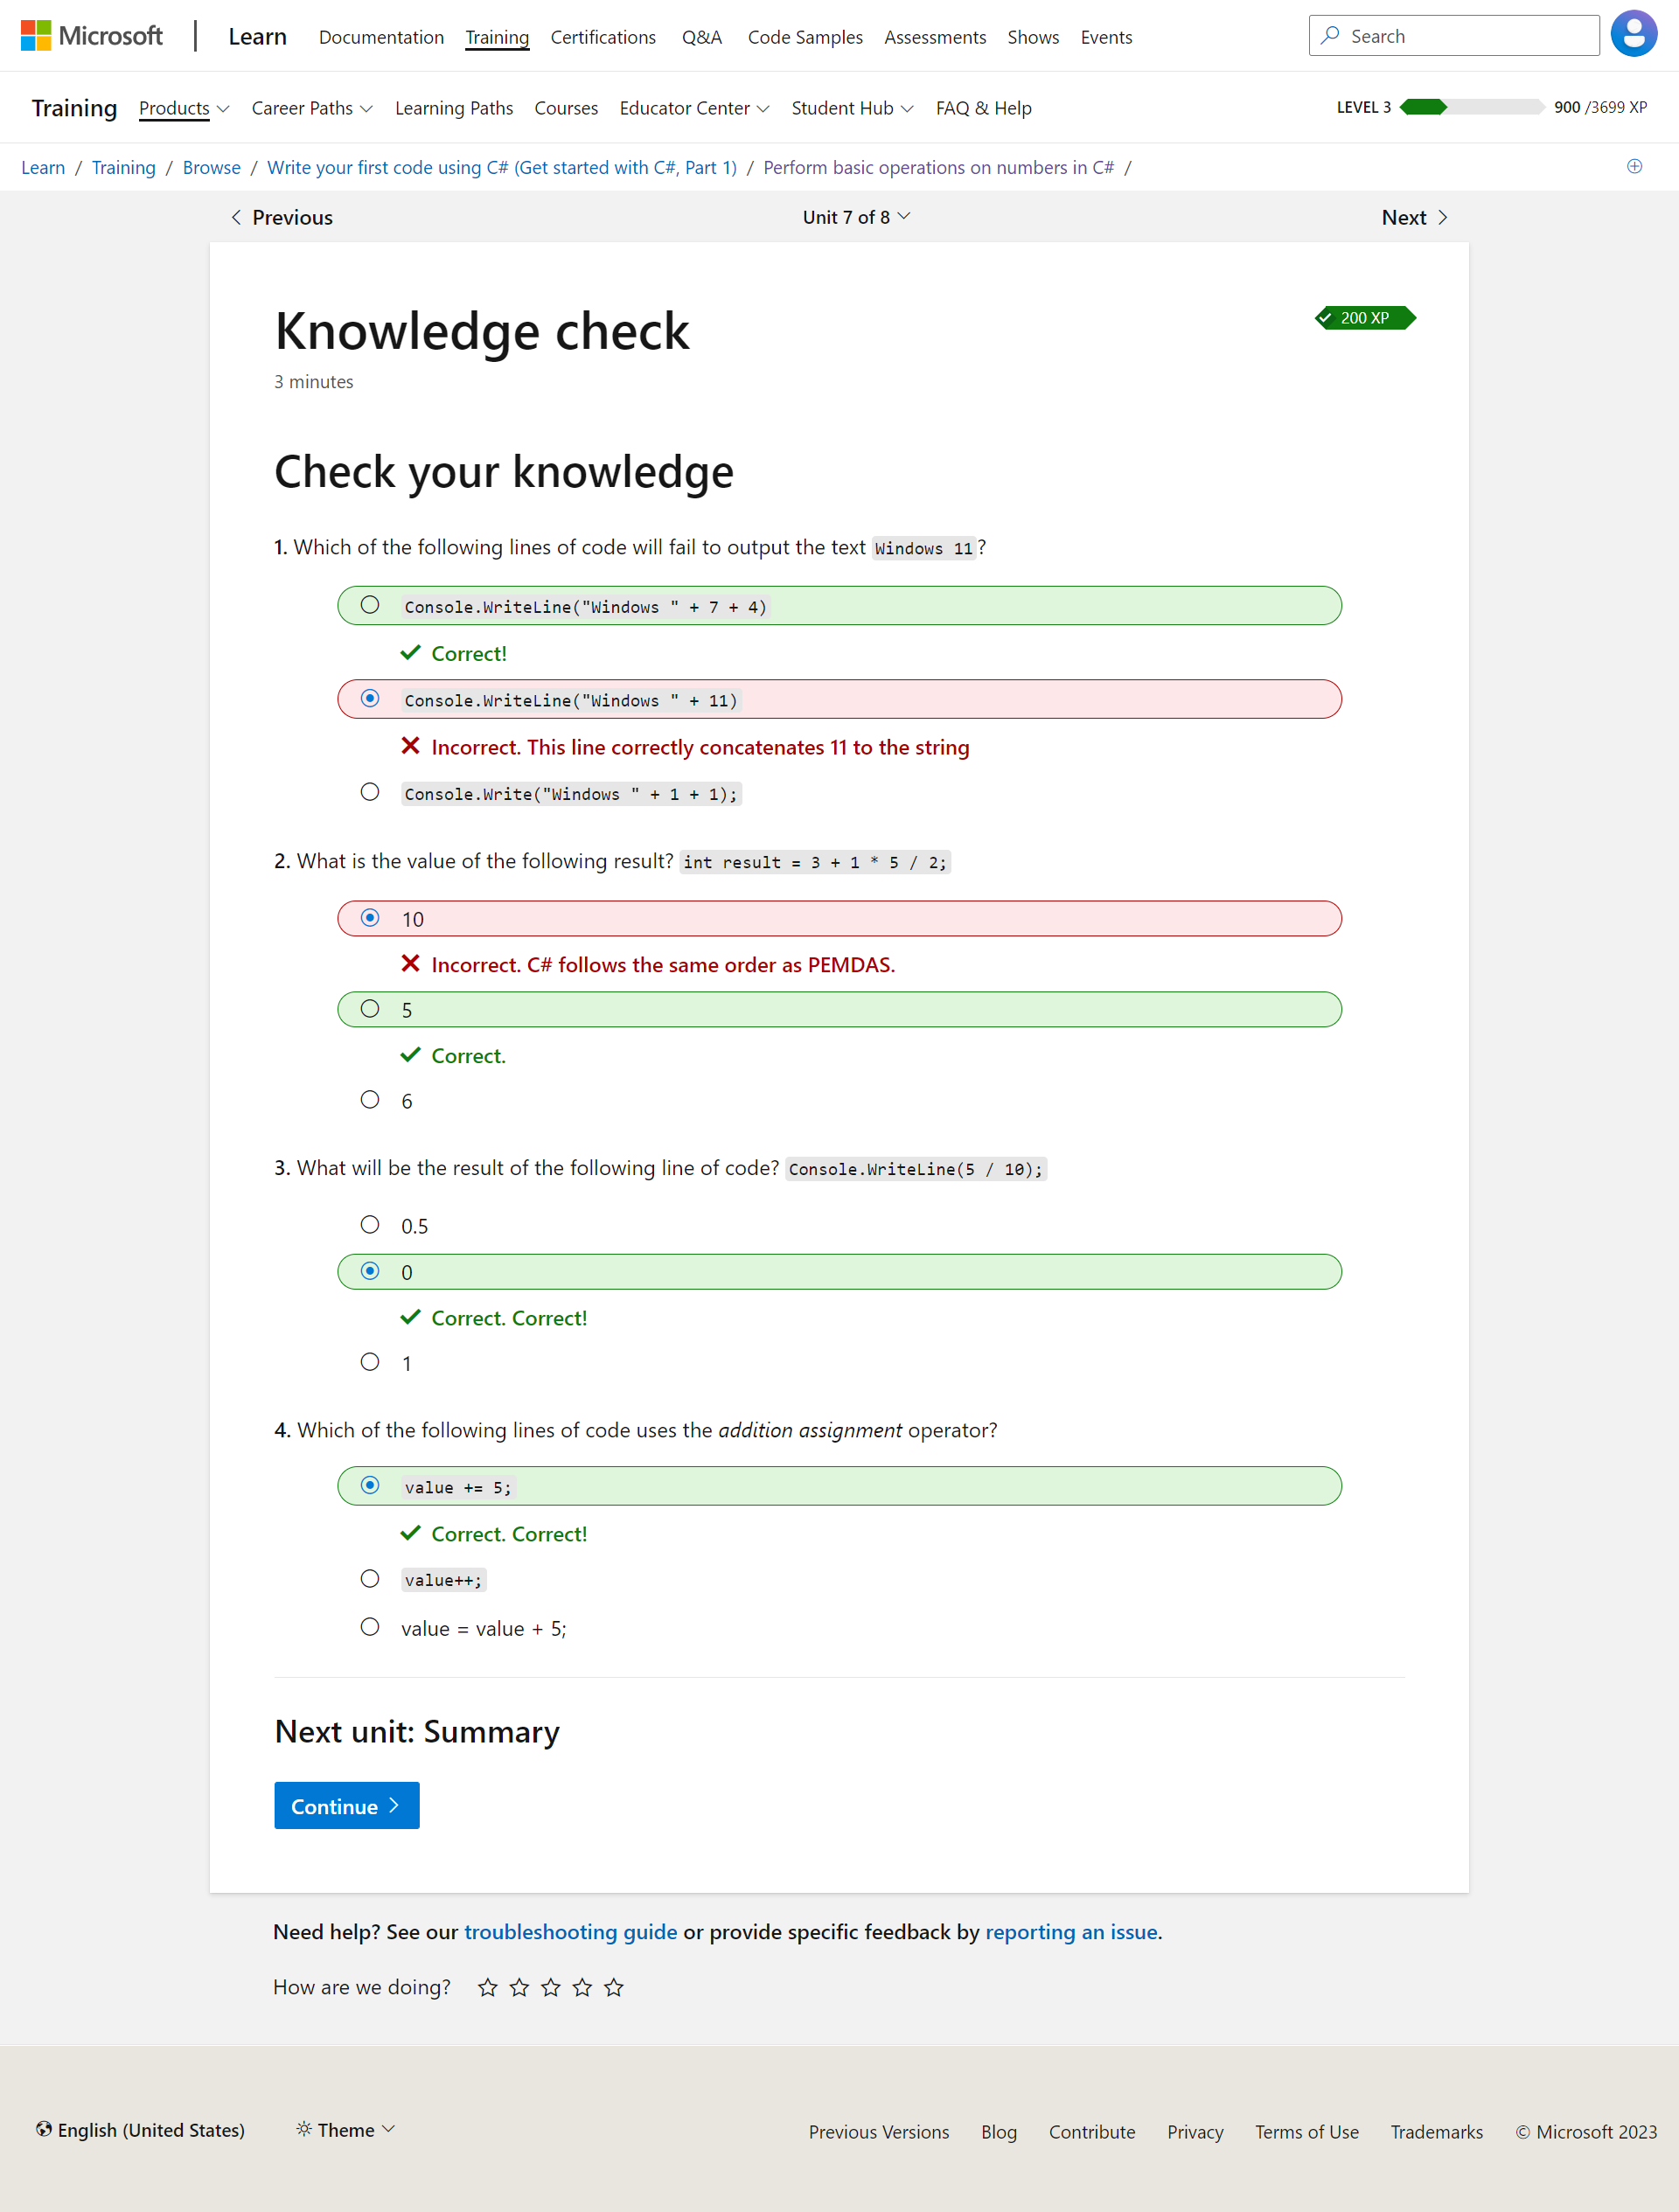 Microsoft | Learn Documentation Training Certifications Q&A Code Samples Assessments Shows Events Search
Training Products Career Paths Learning Paths Courses Educator Center Student Hub FAQ & Help LEVEL 3 900 /3699 XP
Learn / Training / Browse / Write your first code using C# (Get started with C#, Part 1) / Perform basic operations on numbers in C# /
Previous Unit 7 of 8 Next
Knowledge check
200 XP
3 minutes
Check your knowledge
1. Which of the following lines of code will fail to output the text Windows 11?
Console.WriteLine("Windows " + 7 + 4)
Correct!
Console.WriteLine("Windows " + 11)
Incorrect. This line correctly concatenates 11 to the string
Console.Write("Windows " + 1 + 1);
2. What is the value of the following result? int result = 3 + 1 * 5 / 2;
10
Incorrect. C# follows the same order as PEMDAS.
5
Correct.
6
3. What will be the result of the following line of code? Console.WriteLine(5 / 10);
0.5
0
Correct. Correct!
1
4. Which of the following lines of code uses the addition assignment operator?
value += 5;
Correct. Correct!
value++;
value = value + 5;
Next unit: Summary
Continue
Need help? See our troubleshooting guide or provide specific feedback by reporting an issue.
How are we doing?
English (United States) Theme Previous Versions Blog Contribute Privacy Terms of Use Trademarks © Microsoft 2023